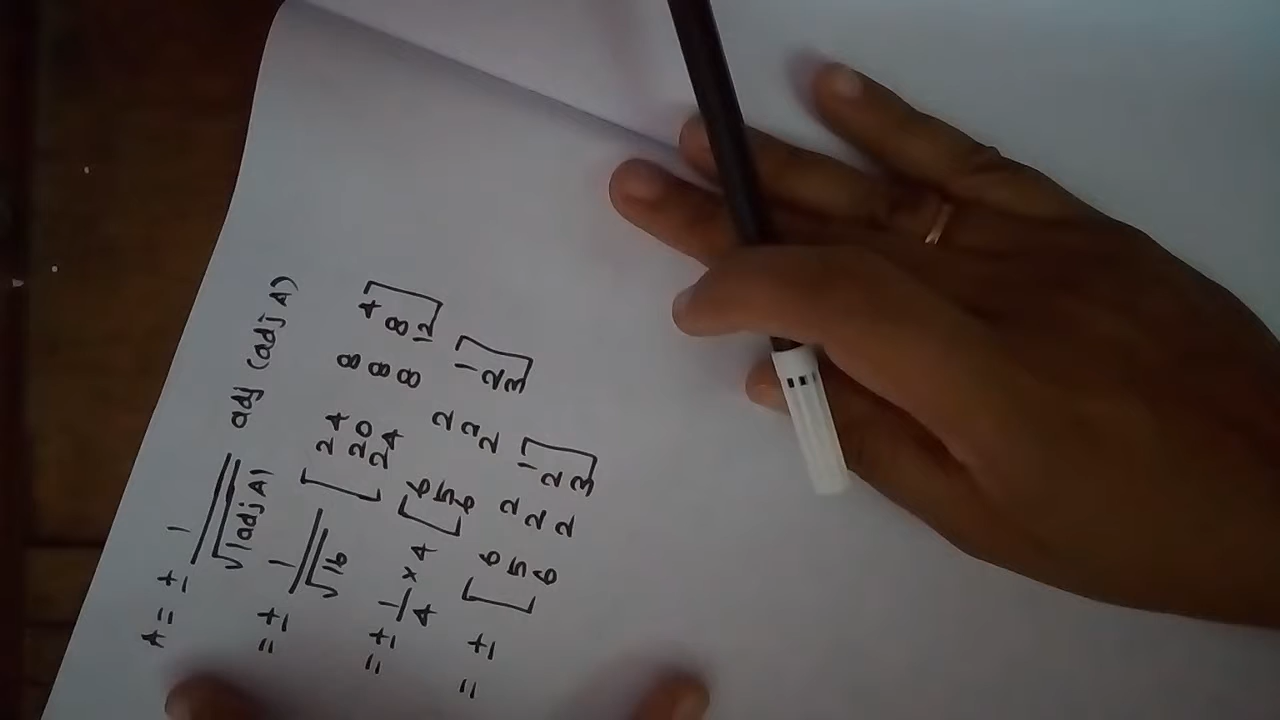 A = ± 1/√|adj A| adj (adj A)
= ± 1/√16 [24 8 4
20 8 8
24 8 12]
= ± 1/4 × 4 [6 2 1
5 2 2
6 2 3]
= ± [6 2 1
5 2 2
6 2 3]